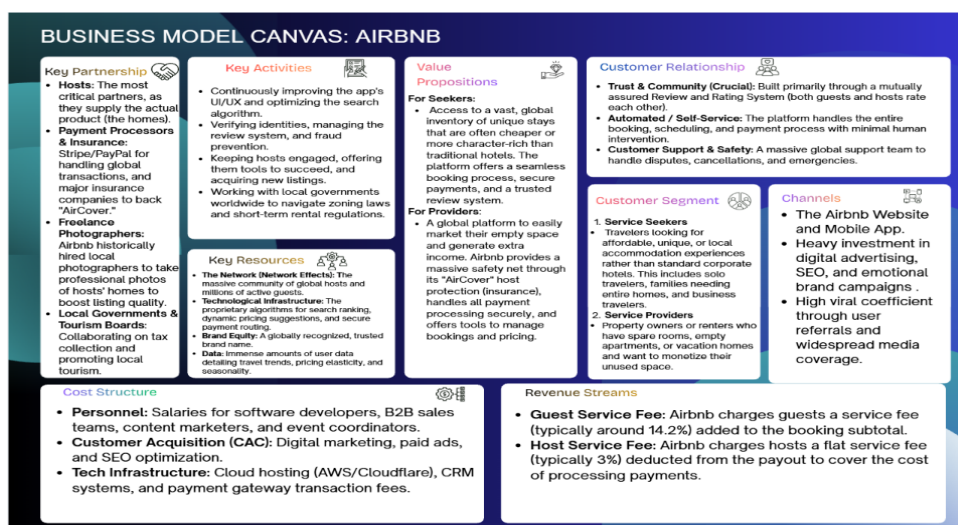 BUSINESS MODEL CANVAS: AIRBNB
Key Partnership
• Hosts: The most
critical partners, as
they supply the actual
product (the homes).
• Payment Processors
& Insurance:
Stripe/PayPal for
handling global
transactions, and
major insurance
companies to back
"AirCover."
• Freelance
Photographers:
Airbnb historically
hired local
photographers to take
professional photos
of hosts' homes to
boost listing quality.
• Local Governments &
Tourism Boards:
Collaborating on tax
collection and
promoting local
tourism.
Key Activities
• Continuously improving the app's
UI/UX and optimizing the search
algorithm.
• Verifying identities, managing the
review system, and fraud
prevention.
• Keeping hosts engaged, offering
them tools to succeed, and
acquiring new listings.
• Working with local governments
worldwide to navigate zoning laws
and short-term rental regulations.
Key Resources
• The Network (Network Effects): The
massive community of global hosts and
millions of active guests.
• Technological Infrastructure: The
proprietary algorithms for search ranking,
dynamic pricing suggestions, and secure
payment routing.
• Brand Equity: A globally recognized, trusted
brand name.
• Data: Immense amounts of user data
detailing travel trends, pricing elasticity, and
seasonality.
Value
Propositions
For Seekers:
• Access to a vast, global
inventory of unique stays
that are often cheaper or
more character-rich than
traditional hotels. The
platform offers a seamless
booking process, secure
payments, and a trusted
review system.
For Providers:
• A global platform to easily
market their empty space
and generate extra
income. Airbnb provides a
massive safety net through
its "AirCover" host
protection (insurance),
handles all payment
processing securely, and
offers tools to manage
bookings and pricing.
Customer Relationship
• Trust & Community (Crucial): Built primarily through a mutually
assured Review and Rating System (both guests and hosts rate
each other).
• Automated / Self-Service: The platform handles the entire
booking, scheduling, and payment process with minimal human
intervention.
• Customer Support & Safety: A massive global support team to
handle disputes, cancellations, and emergencies.
Customer Segment
1. Service Seekers
• Travelers looking for
affordable, unique, or local
accommodation experiences
rather than standard corporate
hotels. This includes solo
travelers, families needing
entire homes, and business
travelers.
2. Service Providers
• Property owners or renters who
have spare rooms, empty
apartments, or vacation homes
and want to monetize their
unused space.
Channels
• The Airbnb Website
and Mobile App.
• Heavy investment in
digital advertising,
SEO, and emotional
brand campaigns .
• High viral coefficient
through user
referrals and
widespread media
coverage.
Cost Structure
• Personnel: Salaries for software developers, B2B sales
teams, content marketers, and event coordinators.
• Customer Acquisition (CAC): Digital marketing, paid ads,
and SEO optimization.
• Tech Infrastructure: Cloud hosting (AWS/Cloudflare), CRM
systems, and payment gateway transaction fees.
Revenue Streams
• Guest Service Fee: Airbnb charges guests a service fee
(typically around 14.2%) added to the booking subtotal.
• Host Service Fee: Airbnb charges hosts a flat service fee
(typically 3%) deducted from the payout to cover the cost
of processing payments.